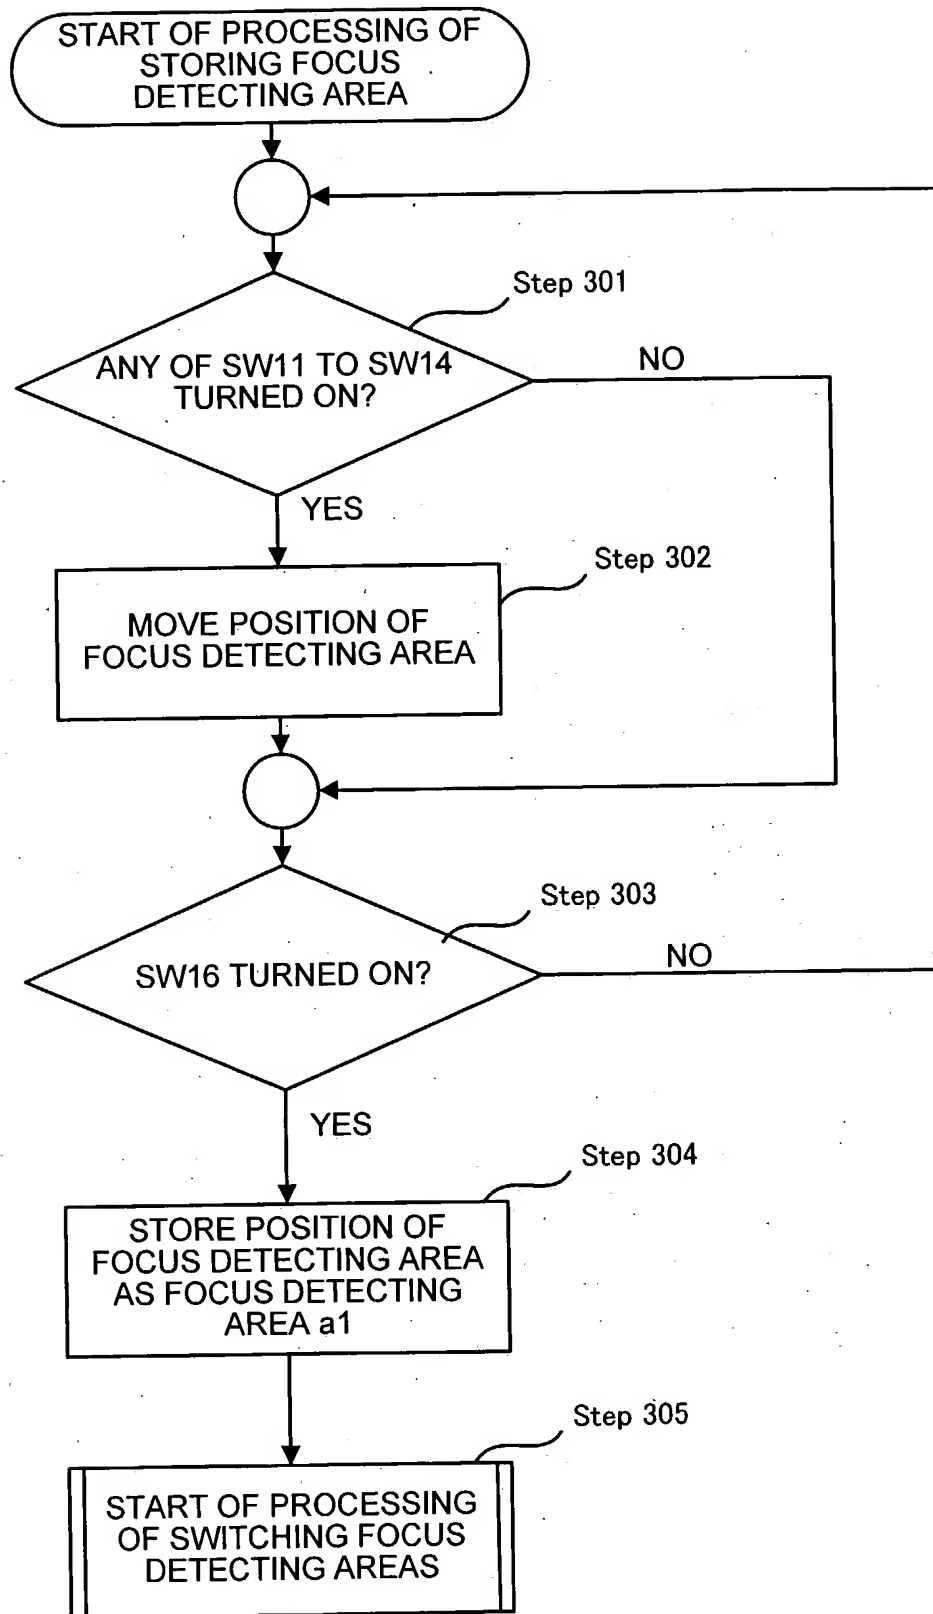 START OF PROCESSING OF
STORING FOCUS
DETECTING AREA
Step 301
ANY OF SW11 TO SW14
TURNED ON?
NO
YES
Step 302
MOVE POSITION OF
FOCUS DETECTING AREA
Step 303
SW16 TURNED ON?
NO
YES
Step 304
STORE POSITION OF
FOCUS DETECTING AREA
AS FOCUS DETECTING
AREA a1
Step 305
START OF PROCESSING
OF SWITCHING FOCUS
DETECTING AREAS